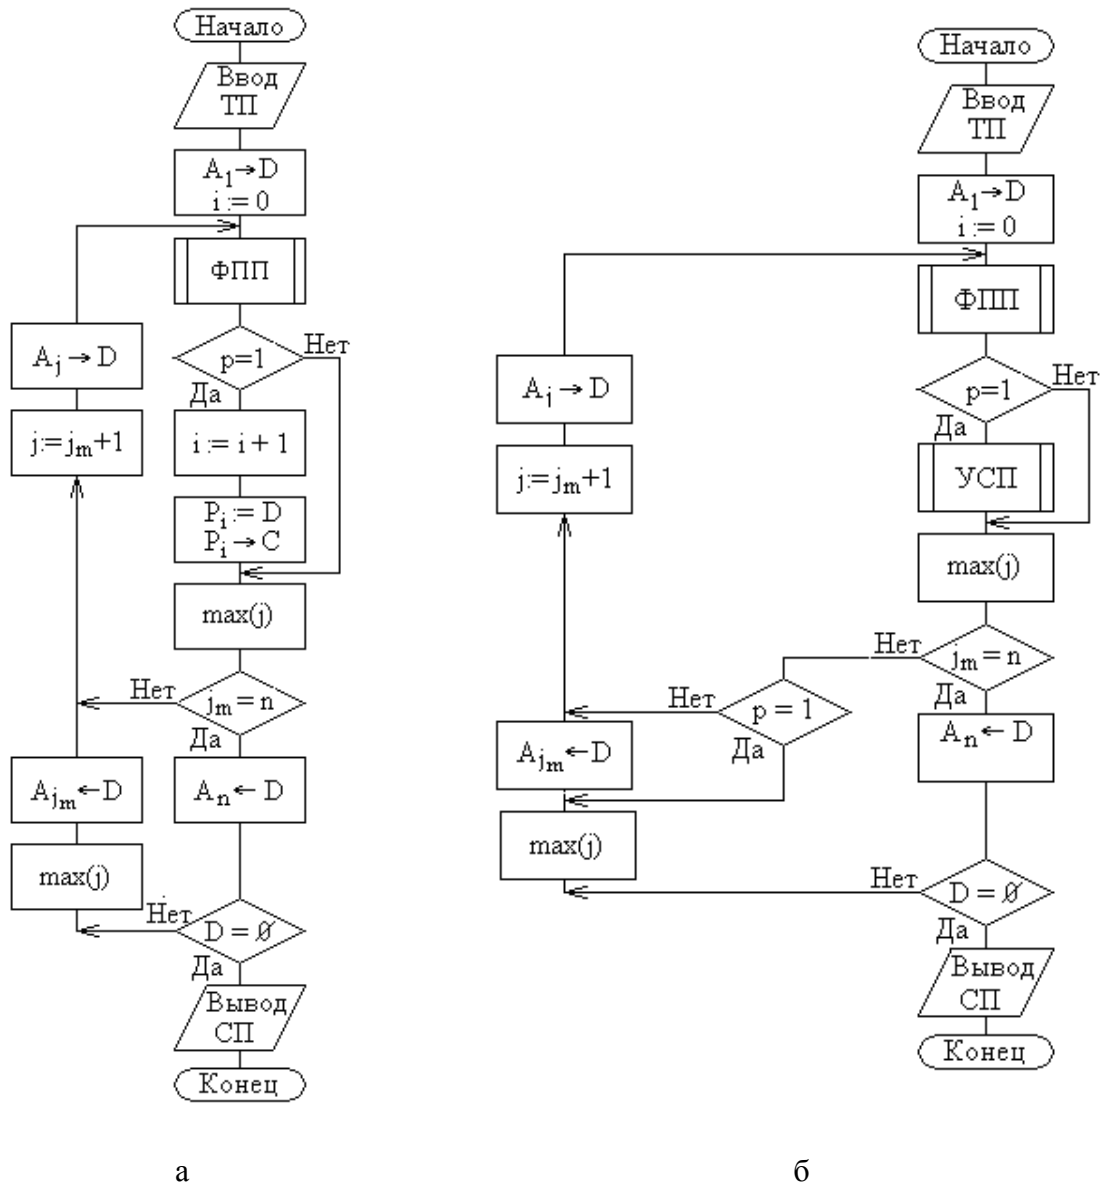 Начало
Ввод
ТП
A₁→D
i := 0
ФПП
p=1
Нет
Да
i := i + 1
Pᵢ := D
Pᵢ → C
max(j)
jₘ = n
Нет
Да
Aₙ ← D
D = ∅
Нет
Да
Вывод
СП
Конец
Aⱼ → D
j:= jₘ+1
Aⱼₘ ← D
max(j)
а
Начало
Ввод
ТП
A₁→D
i := 0
ФПП
p=1
Нет
Да
УСП
max(j)
jₘ = n
Нет
Да
p = 1
Нет
Да
Aₙ ← D
D = ∅
Нет
Да
Вывод
СП
Конец
Aⱼ → D
j:= jₘ+1
Aⱼₘ ← D
max(j)
б